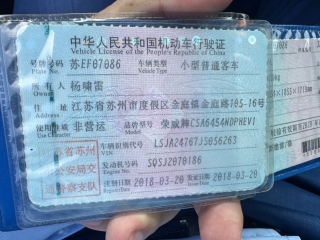 中华人民共和国机动车行驶证
Vehicle License of the People's Republic of China
号牌号码 苏EF07086 车辆类型 小型普通客车
Plate No. Vehicle Type
所有人 杨啸雷
Owner
住址 江苏省苏州市度假区金庭镇金庭路105-16号
Address
使用性质 非营运 品牌型号 荣威牌CSA6454NDPHEV1
Use Character Model
江苏省苏州 车辆识别代号 LSJA24761JS056263
VIN
市公安局交 发动机号码 SQSJ2070186
Engine No.
通警察支队 注册日期 2018-03-20 发证日期 2018-03-20
Register Date Issue Date